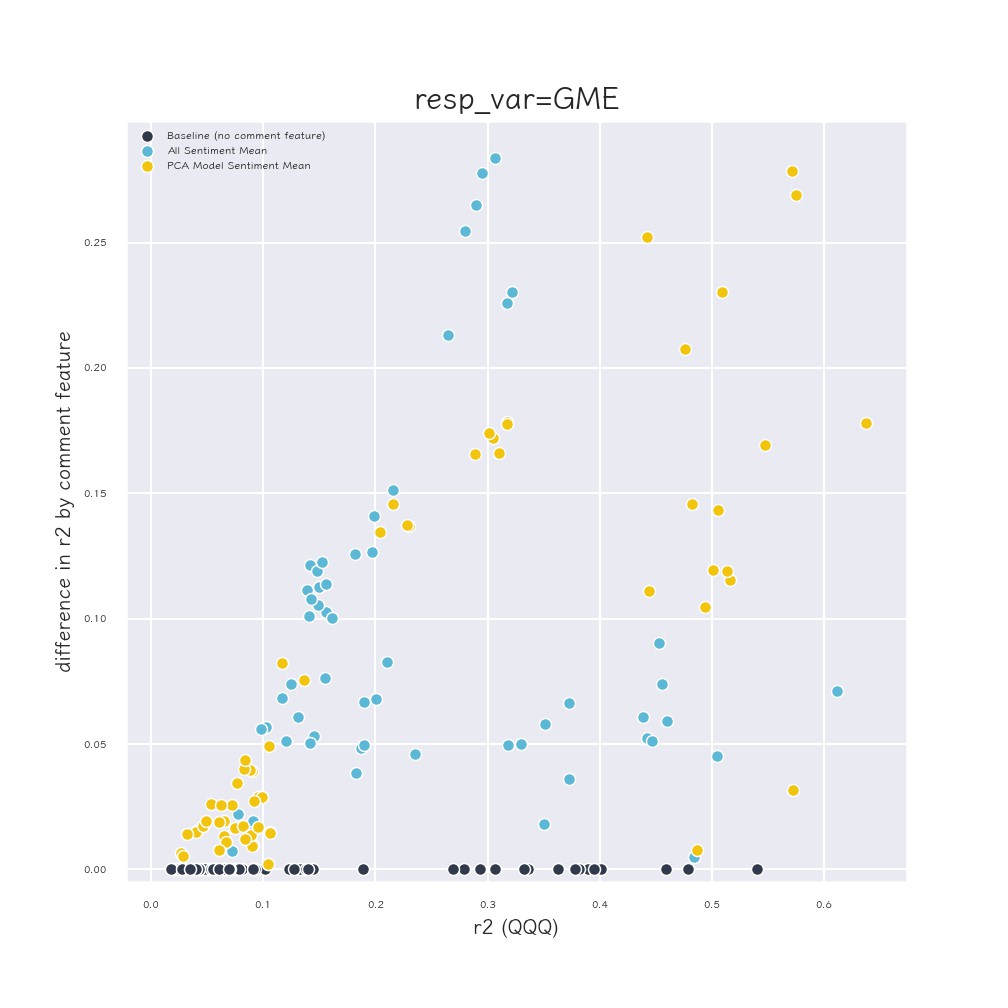 resp_var=GME
Baseline (no comment feature)
All Sentiment Mean
PCA Model Sentiment Mean
difference in r2 by comment feature
0.25
0.20
0.15
0.10
0.05
0.00
0.0
0.1
0.2
0.3
0.4
0.5
0.6
r2 (QQQ)